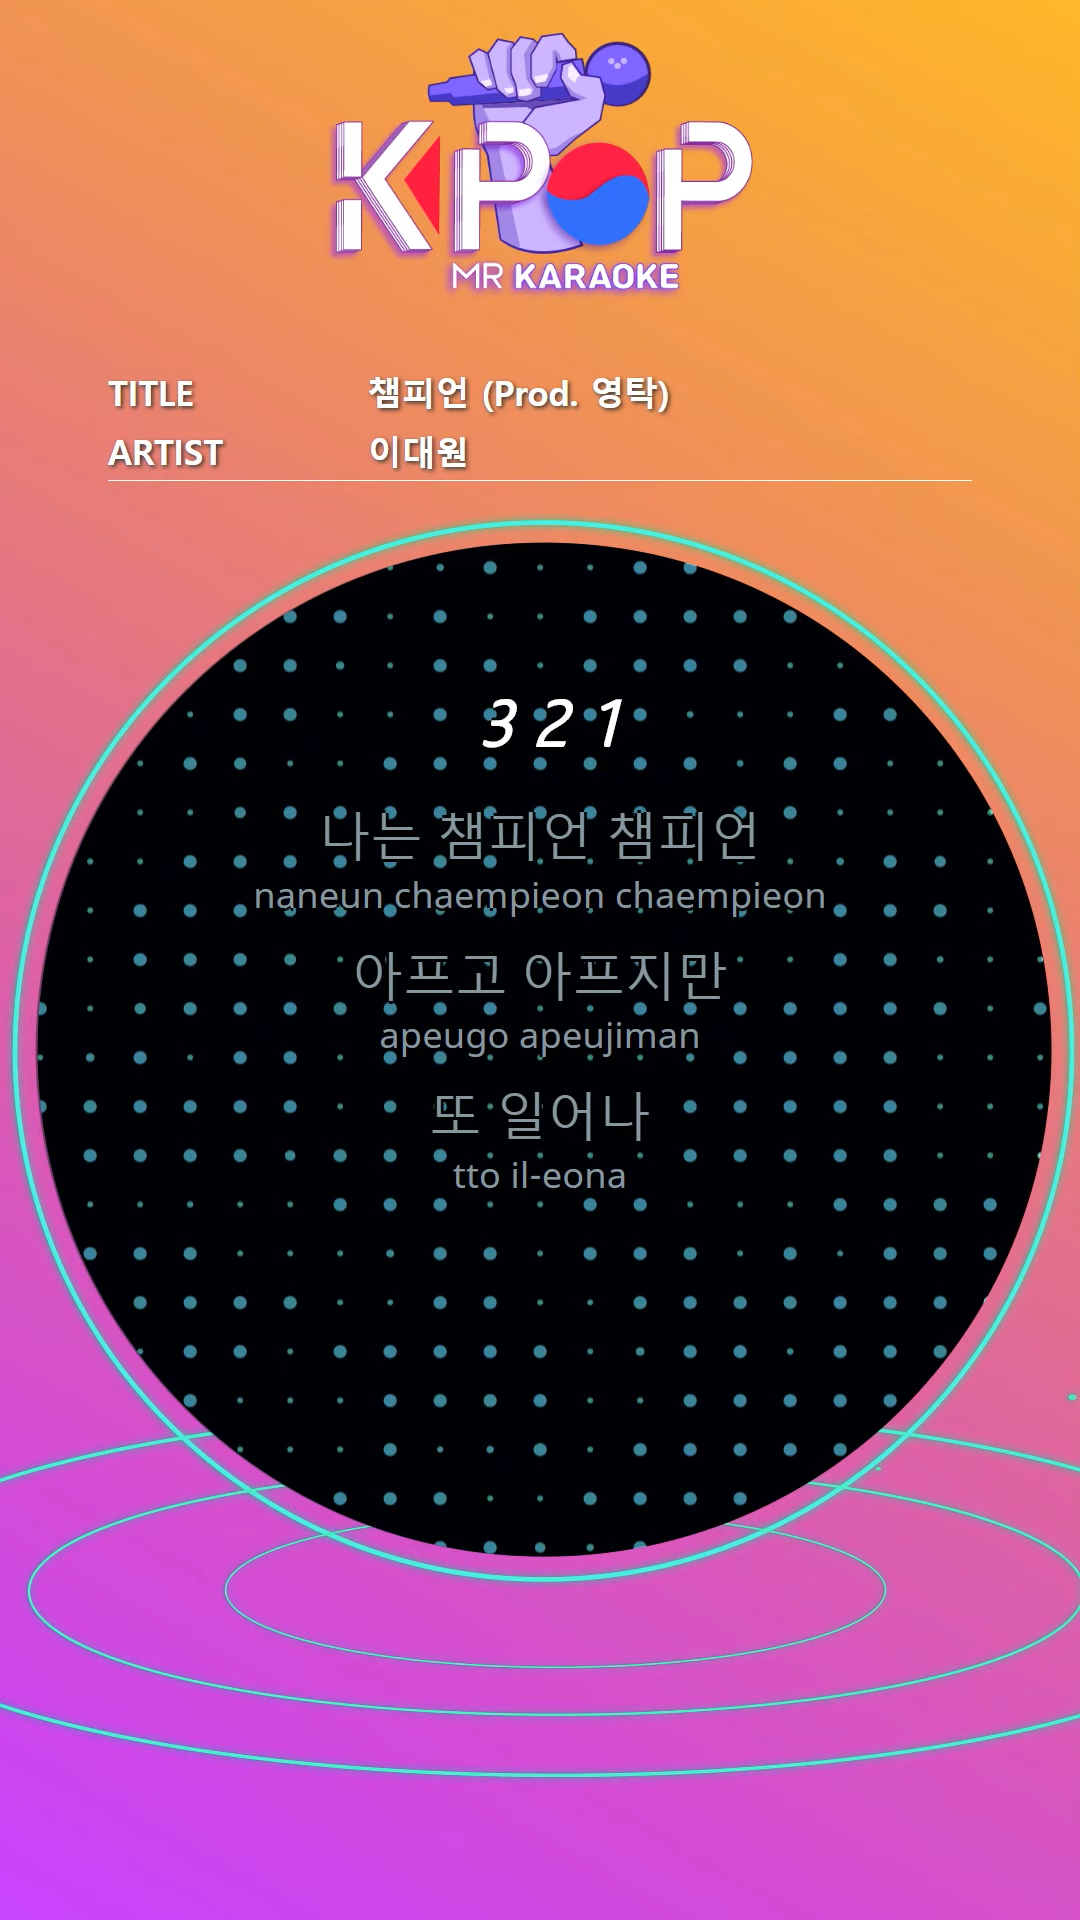 KPOP
MR KARAOKE
TITLE 챔피언 (Prod. 영탁)
ARTIST 이대원
3 2 1
나는 챔피언 챔피언
naneun chaempieon chaempieon
아프고 아프지만
apeugo apeujiman
또 일어나
tto il-eona